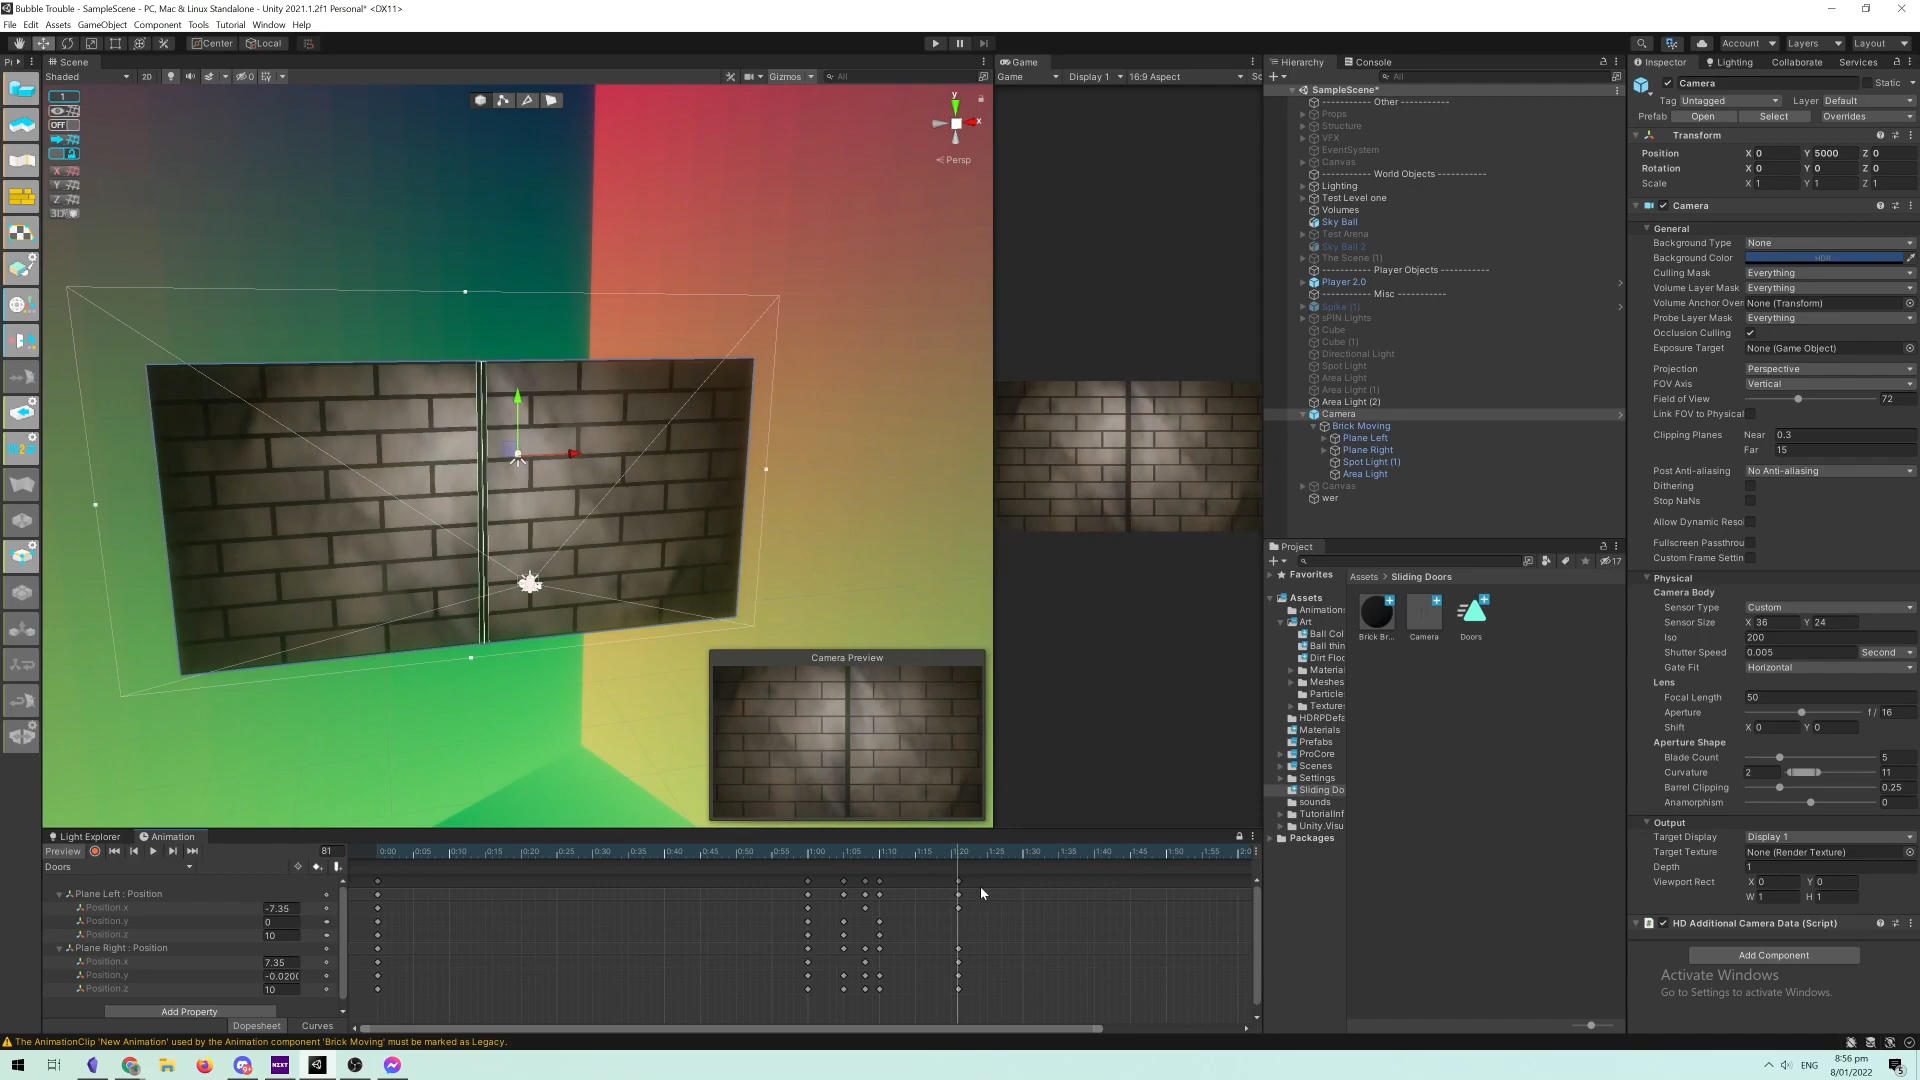 Bubble Trouble - SampleScene - PC, Mac & Linux Standalone - Unity 2021.1.2f1 Personal* <DX11>
File Edit Assets GameObject Component Tools Tutorial Window Help
Center Local
Account Layers Layout
Scene
Shaded 2D Gizmos All
1
OFF
X
Y
Z
3D
y
x
Persp
Camera Preview
Game
Game Display 1 16:9 Aspect Sc
Hierarchy Console
All
SampleScene*
----------- Other -----------
Props
Structure
VFX
EventSystem
Canvas
----------- World Objects -----------
Lighting
Test Level one
Volumes
Sky Ball
Test Arena
Sky Ball 2
The Scene (1)
----------- Player Objects -----------
Player 2.0
----------- Misc -----------
Spike (1)
sPIN Lights
Cube
Cube (1)
Directional Light
Spot Light
Area Light
Area Light (1)
Area Light (2)
Camera
Brick Moving
Plane Left
Plane Right
Spot Light (1)
Area Light
Canvas
wer
Project
17
Favorites
Assets
Animation
Art
Ball Col
Ball thin
Dirt Floo
Material
Meshes
Particle
Texture
HDRPDefa
Materials
Prefabs
ProCore
Scenes
Settings
Sliding Do
sounds
TutorialInf
Unity.Visu
Packages
Assets > Sliding Doors
Brick Br... Camera Doors
Inspector Lighting Collaborate Services
Camera Static
Tag Untagged Layer Default
Prefab Open Select Overrides
Transform
Position X 0 Y 5000 Z 0
Rotation X 0 Y 0 Z 0
Scale X 1 Y 1 Z 1
Camera
General
Background Type None
Background Color HDR
Culling Mask Everything
Volume Layer Mask Everything
Volume Anchor Over None (Transform)
Probe Layer Mask Everything
Occlusion Culling
Exposure Target None (Game Object)
Projection Perspective
FOV Axis Vertical
Field of View 72
Link FOV to Physical
Clipping Planes Near 0.3
Far 15
Post Anti-aliasing No Anti-aliasing
Dithering
Stop NaNs
Allow Dynamic Reso
Fullscreen Passthrou
Custom Frame Settin
Physical
Camera Body
Sensor Type Custom
Sensor Size X 36 Y 24
Iso 200
Shutter Speed 0.005 Second
Gate Fit Horizontal
Lens
Focal Length 50
Aperture f / 16
Shift X 0 Y 0
Aperture Shape
Blade Count 5
Curvature 2 11
Barrel Clipping 0.25
Anamorphism 0
Output
Target Display Display 1
Target Texture None (Render Texture)
Depth 1
Viewport Rect X 0 Y 0
W 1 H 1
HD Additional Camera Data (Script)
Add Component
Activate Windows
Go to Settings to activate Windows.
Light Explorer Animation
Preview 81 0:00 0:05 0:10 0:15 0:20 0:25 0:30 0:35 0:40 0:45 0:50 0:55 1:00 1:05 1:10 1:15 1:20 1:25 1:30 1:35 1:40 1:45 1:50 1:55 2:0
Doors
Plane Left : Position
Position.x -7.35
Position.y 0
Position.z 10
Plane Right : Position
Position.x 7.35
Position.y -0.020
Position.z 10
Add Property
Dopesheet Curves
The AnimationClip 'New Animation' used by the Animation component 'Brick Moving' must be marked as Legacy.
NZXT
ENG
8:56 pm
8/01/2022
5